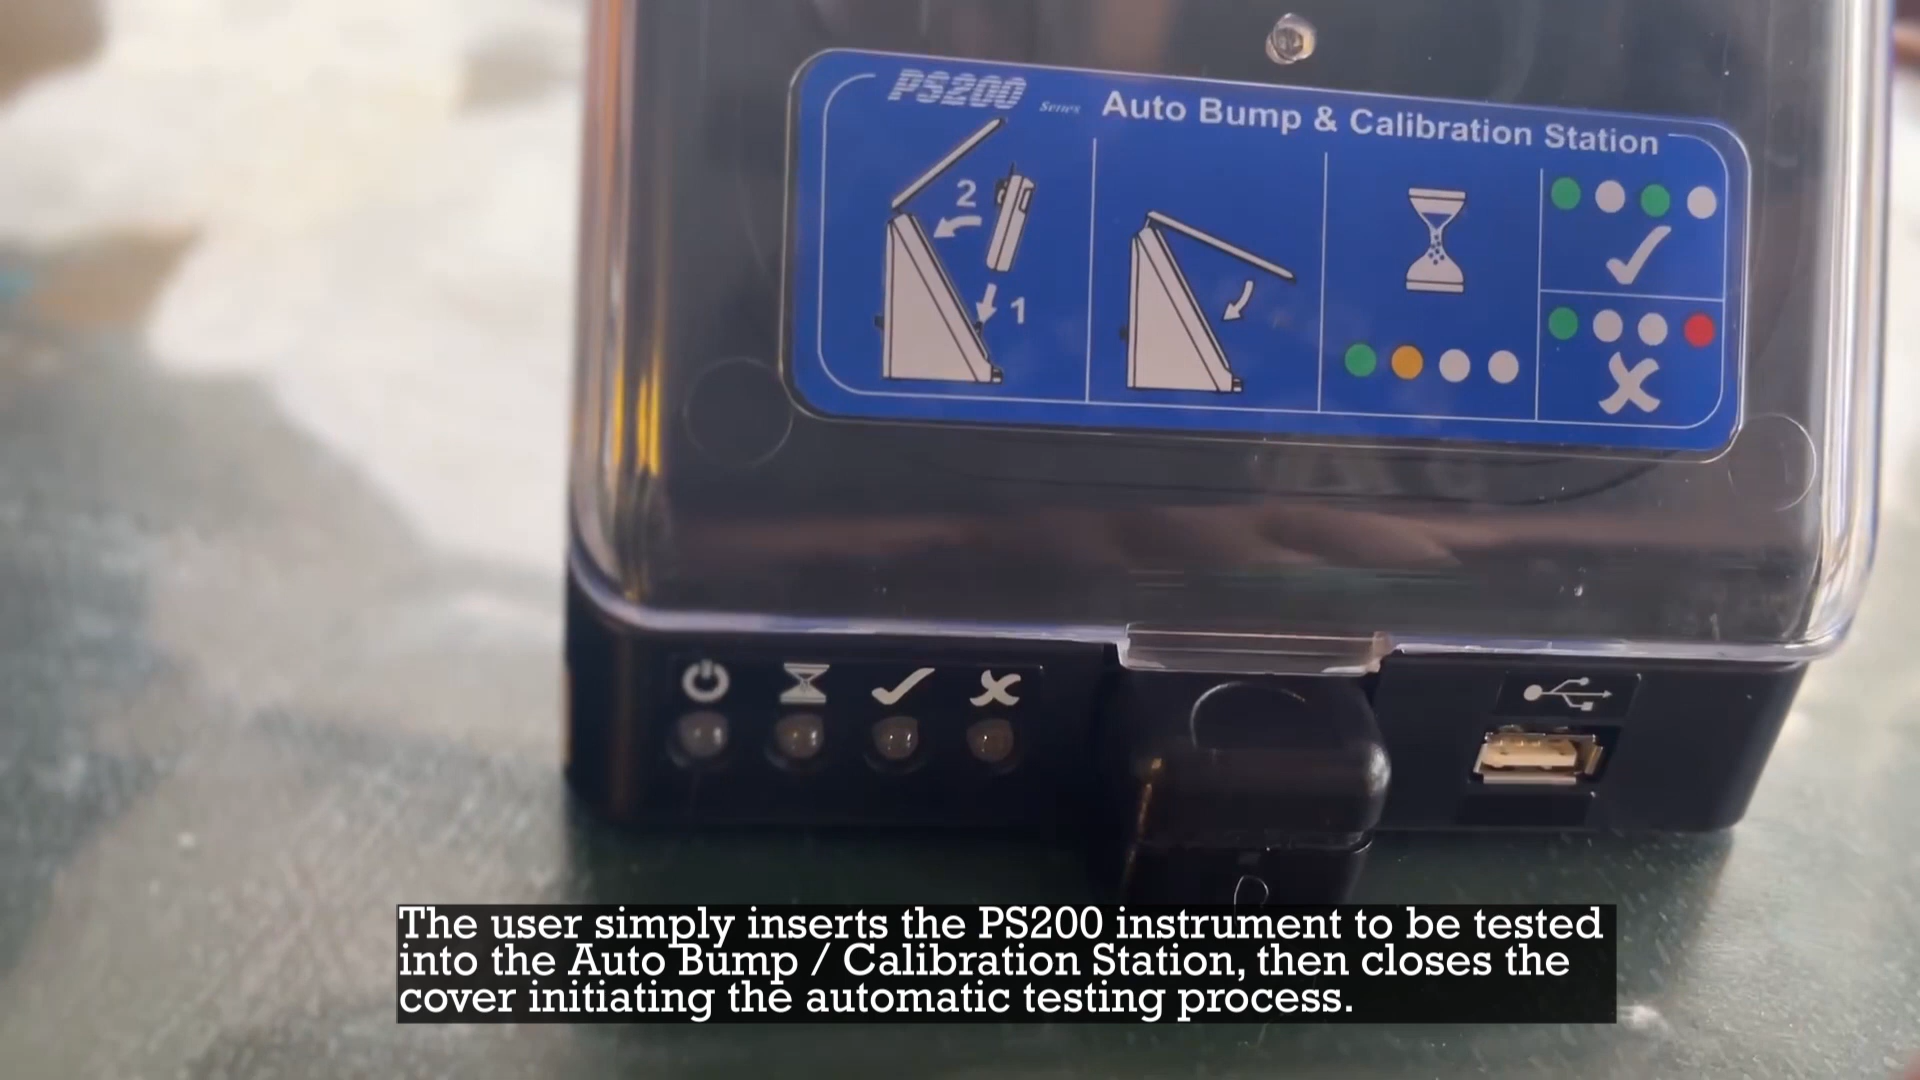 PS200 Series Auto Bump & Calibration Station
2
1
The user simply inserts the PS200 instrument to be tested
into the Auto Bump / Calibration Station, then closes the
cover initiating the automatic testing process.